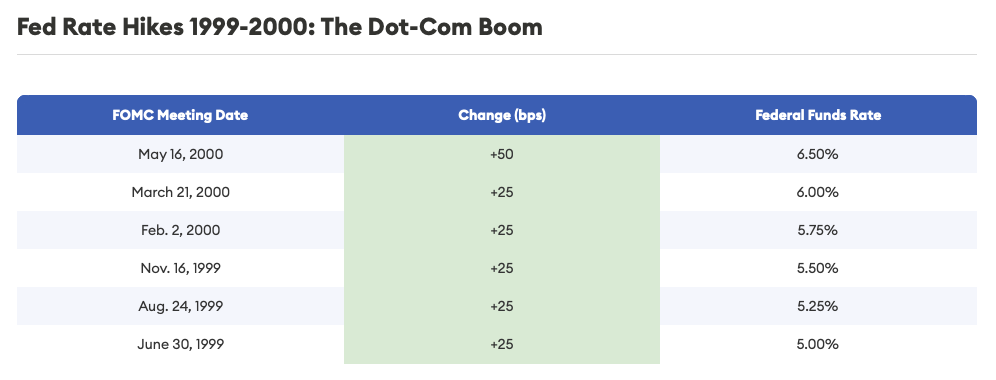 Fed Rate Hikes 1999-2000: The Dot-Com Boom
FOMC Meeting Date Change (bps) Federal Funds Rate
May 16, 2000 +50 6.50%
March 21, 2000 +25 6.00%
Feb. 2, 2000 +25 5.75%
Nov. 16, 1999 +25 5.50%
Aug. 24, 1999 +25 5.25%
June 30, 1999 +25 5.00%